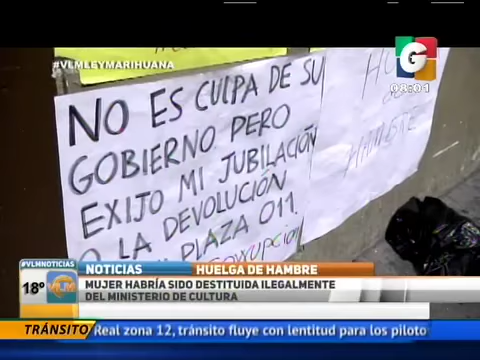 #VLMLEYMARIHUANA
G
08:01
NO ES CULPA DE SU
GOBIERNO PERO
EXIJO MI JUBILACIÓN
O LA DEVOLUCIÓN
MI PLAZA 011.
HAMBRE
#VLMNOTICIAS
18°
NOTICIAS
HUELGA DE HAMBRE
MUJER HABRÍA SIDO DESTITUIDA ILEGALMENTE
DEL MINISTERIO DE CULTURA
TRÁNSITO
Real zona 12, tránsito fluye con lentitud para los piloto